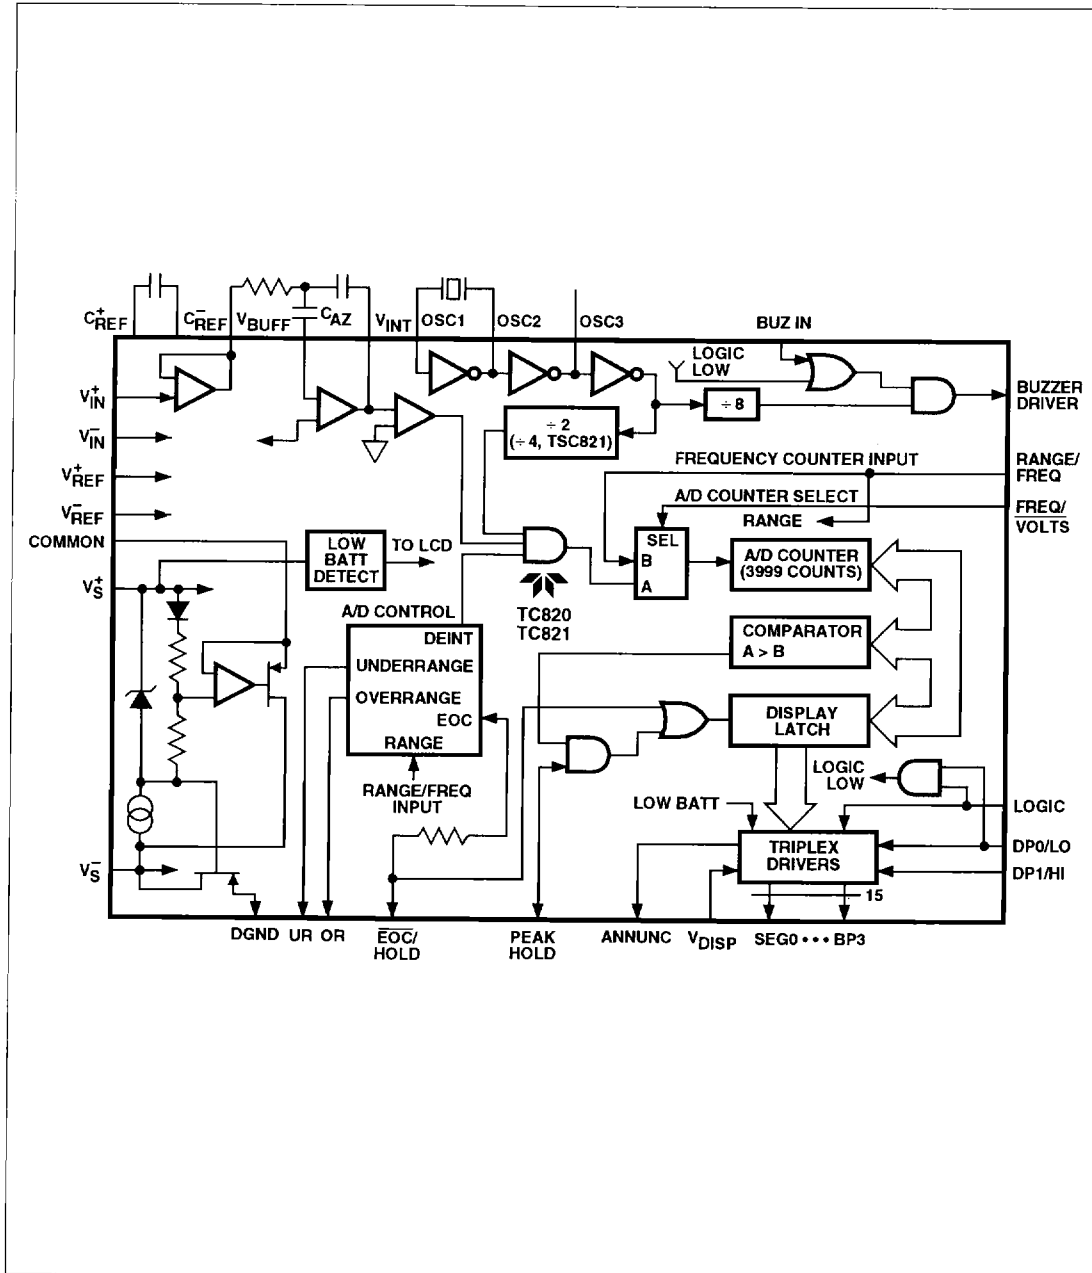 C⁺REF
C⁻REF
VBUFF
CAZ
VINT
OSC1
OSC2
OSC3
BUZ IN
LOGIC
LOW
BUZZER
DRIVER
÷ 8
÷ 2
(÷ 4, TSC821)
V⁺IN
V⁻IN
V⁺REF
V⁻REF
COMMON
V⁺S
V⁻S
FREQUENCY COUNTER INPUT
RANGE/
FREQ
A/D COUNTER SELECT
RANGE
FREQ/
V̅O̅L̅T̅S̅
LOW
BATT
DETECT
TO LCD
SEL
B
A
A/D COUNTER
(3999 COUNTS)
TC820
TC821
A/D CONTROL
DEINT
UNDERRANGE
OVERRANGE
EOC
RANGE
RANGE/FREQ
INPUT
COMPARATOR
A > B
DISPLAY
LATCH
LOGIC
LOW
LOW BATT
TRIPLEX
DRIVERS
LOGIC
DP0/LO
DP1/HI
15
DGND
UR
OR
E̅O̅C̅/
HOLD
PEAK
HOLD
ANNUNC
VDISP
SEG0 ••• BP3